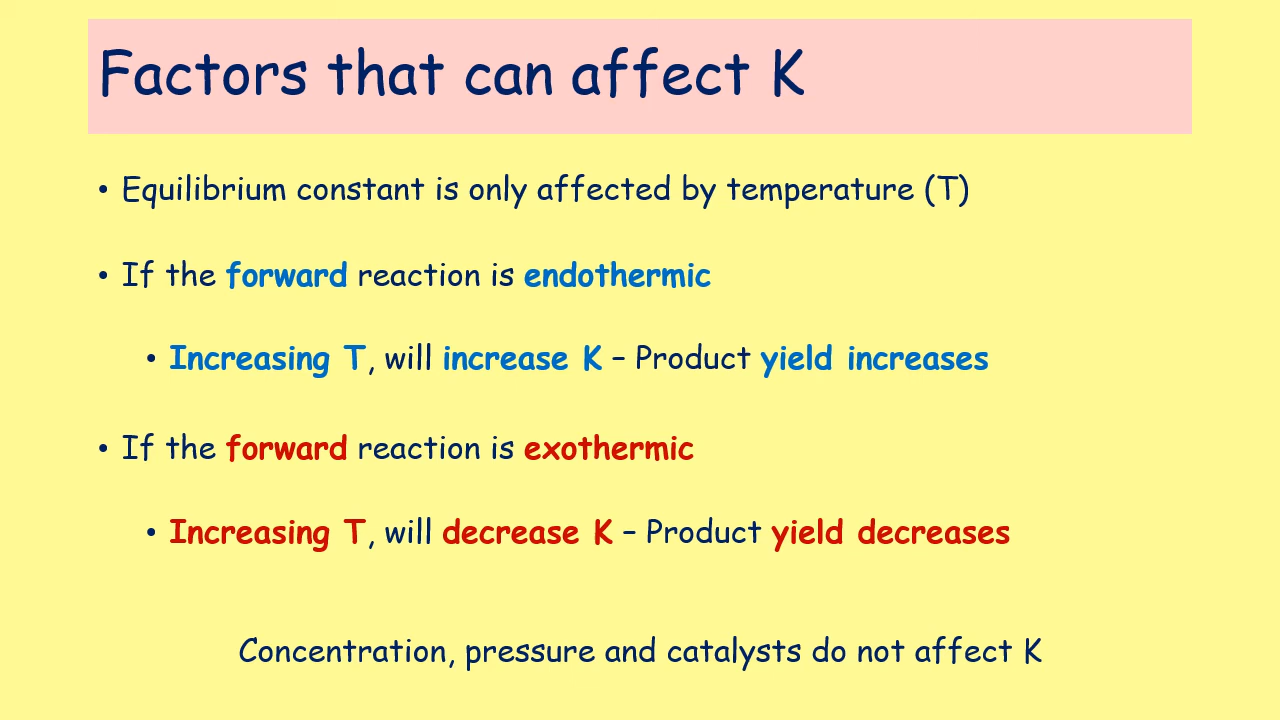 Factors that can affect K
• Equilibrium constant is only affected by temperature (T)
• If the forward reaction is endothermic
• Increasing T, will increase K – Product yield increases
• If the forward reaction is exothermic
• Increasing T, will decrease K – Product yield decreases
Concentration, pressure and catalysts do not affect K